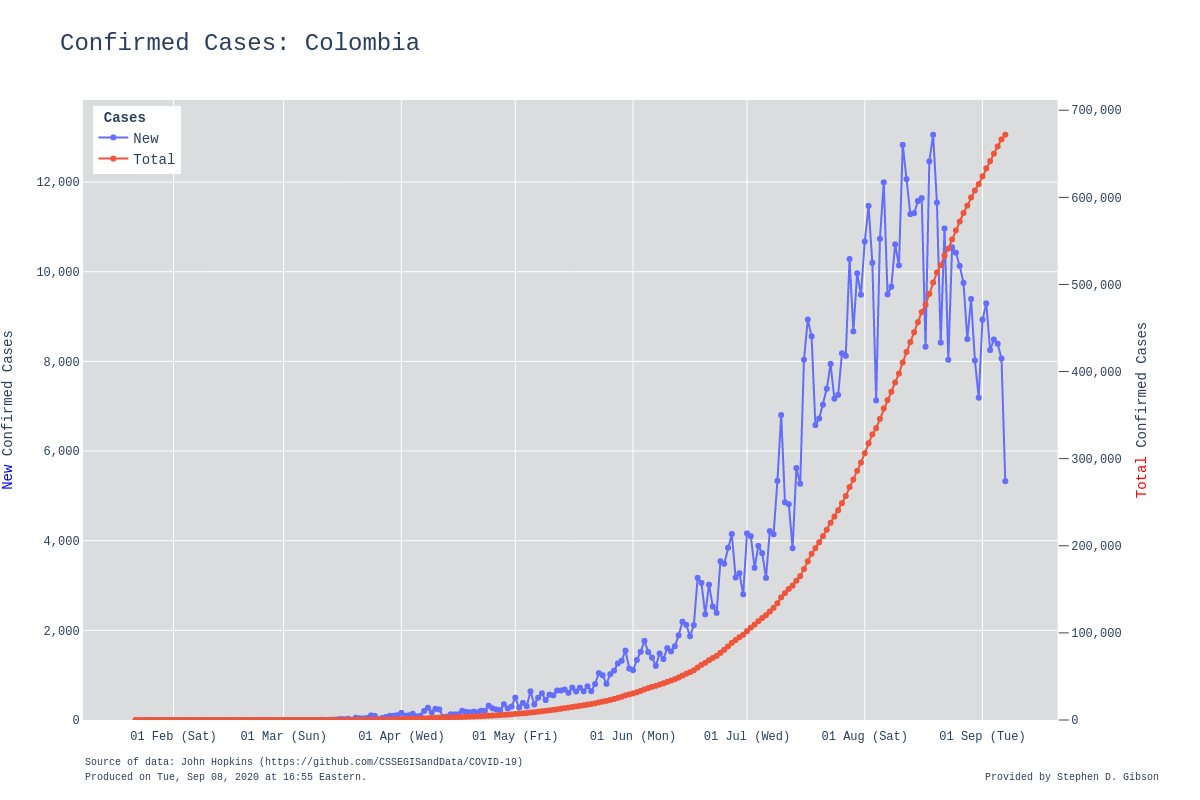 Confirmed Cases: Colombia
Cases
New
Total
12,000
10,000
8,000
6,000
4,000
2,000
0
New Confirmed Cases
700,000
600,000
500,000
400,000
300,000
200,000
100,000
0
Total Confirmed Cases
01 Feb (Sat)
01 Mar (Sun)
01 Apr (Wed)
01 May (Fri)
01 Jun (Mon)
01 Jul (Wed)
01 Aug (Sat)
01 Sep (Tue)
Source of data: John Hopkins (https://github.com/CSSEGISandData/COVID-19)
Produced on Tue, Sep 08, 2020 at 16:55 Eastern.
Provided by Stephen D. Gibson